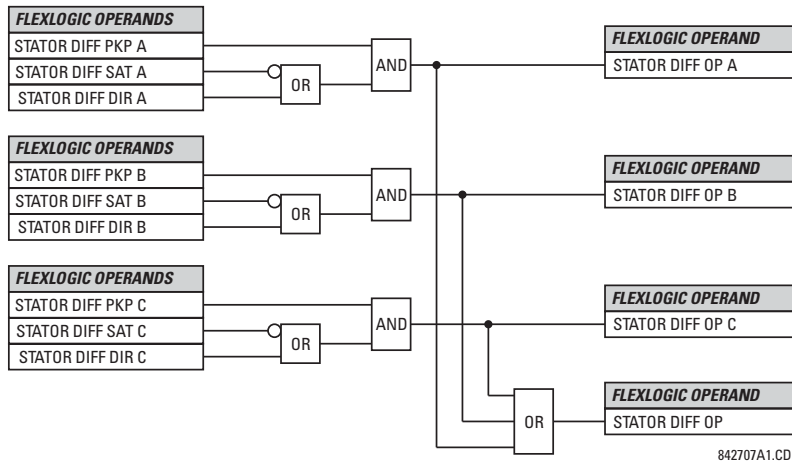 FLEXLOGIC OPERANDS
STATOR DIFF PKP A
STATOR DIFF SAT A
STATOR DIFF DIR A
OR
AND
FLEXLOGIC OPERAND
STATOR DIFF OP A
FLEXLOGIC OPERANDS
STATOR DIFF PKP B
STATOR DIFF SAT B
STATOR DIFF DIR B
OR
AND
FLEXLOGIC OPERAND
STATOR DIFF OP B
FLEXLOGIC OPERANDS
STATOR DIFF PKP C
STATOR DIFF SAT C
STATOR DIFF DIR C
OR
AND
FLEXLOGIC OPERAND
STATOR DIFF OP C
OR
FLEXLOGIC OPERAND
STATOR DIFF OP
842707A1.CD